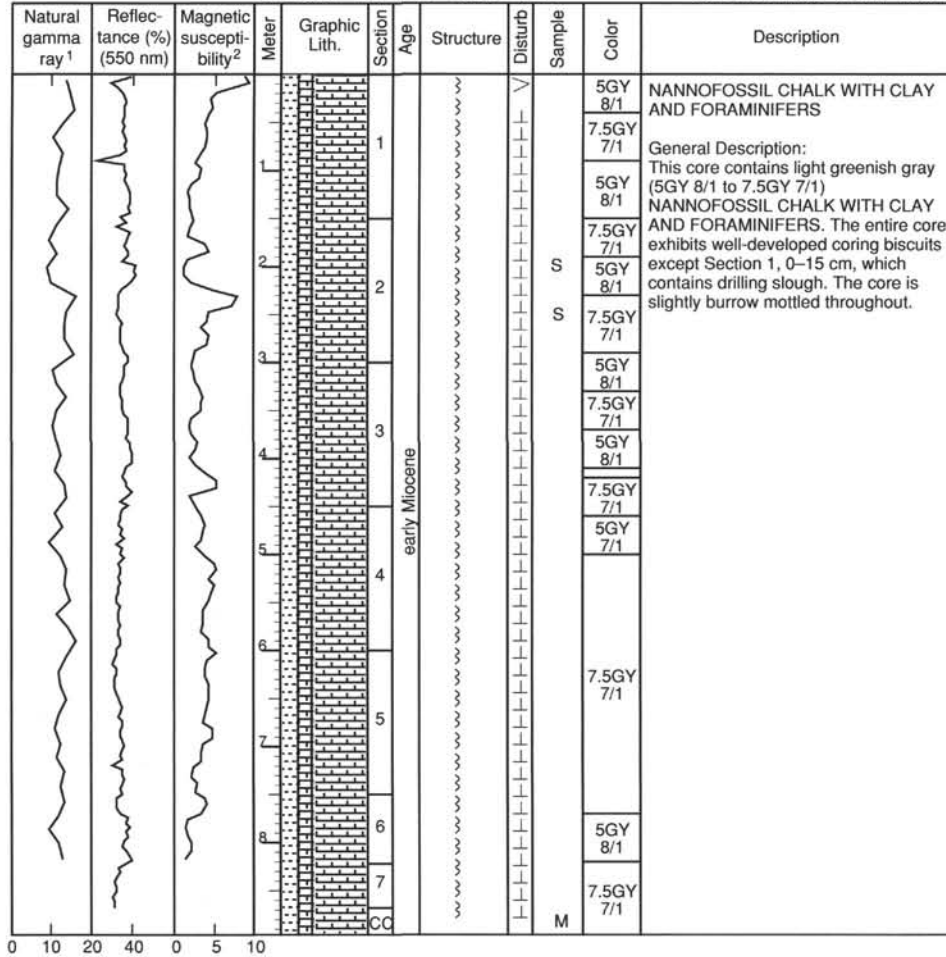 Natural
gamma
ray 1
Reflec-
tance (%)
(550 nm)
Magnetic
suscepti-
bility2
Meter
Graphic
Lith.
Section
Age
Structure
Disturb
Sample
Color
Description
1
2
3
4
5
6
7
8
1
2
3
4
5
6
7
CC
early Miocene
S
S
M
5GY
8/1
7.5GY
7/1
5GY
8/1
7.5GY
7/1
5GY
8/1
7.5GY
7/1
5GY
8/1
7.5GY
7/1
5GY
8/1
7.5GY
7/1
5GY
7/1
7.5GY
7/1
5GY
8/1
7.5GY
7/1
NANNOFOSSIL CHALK WITH CLAY
AND FORAMINIFERS
General Description:
This core contains light greenish gray
(5GY 8/1 to 7.5GY 7/1)
NANNOFOSSIL CHALK WITH CLAY
AND FORAMINIFERS. The entire core
exhibits well-developed coring biscuits
except Section 1, 0–15 cm, which
contains drilling slough. The core is
slightly burrow mottled throughout.
0 10 20 40 0 5 10